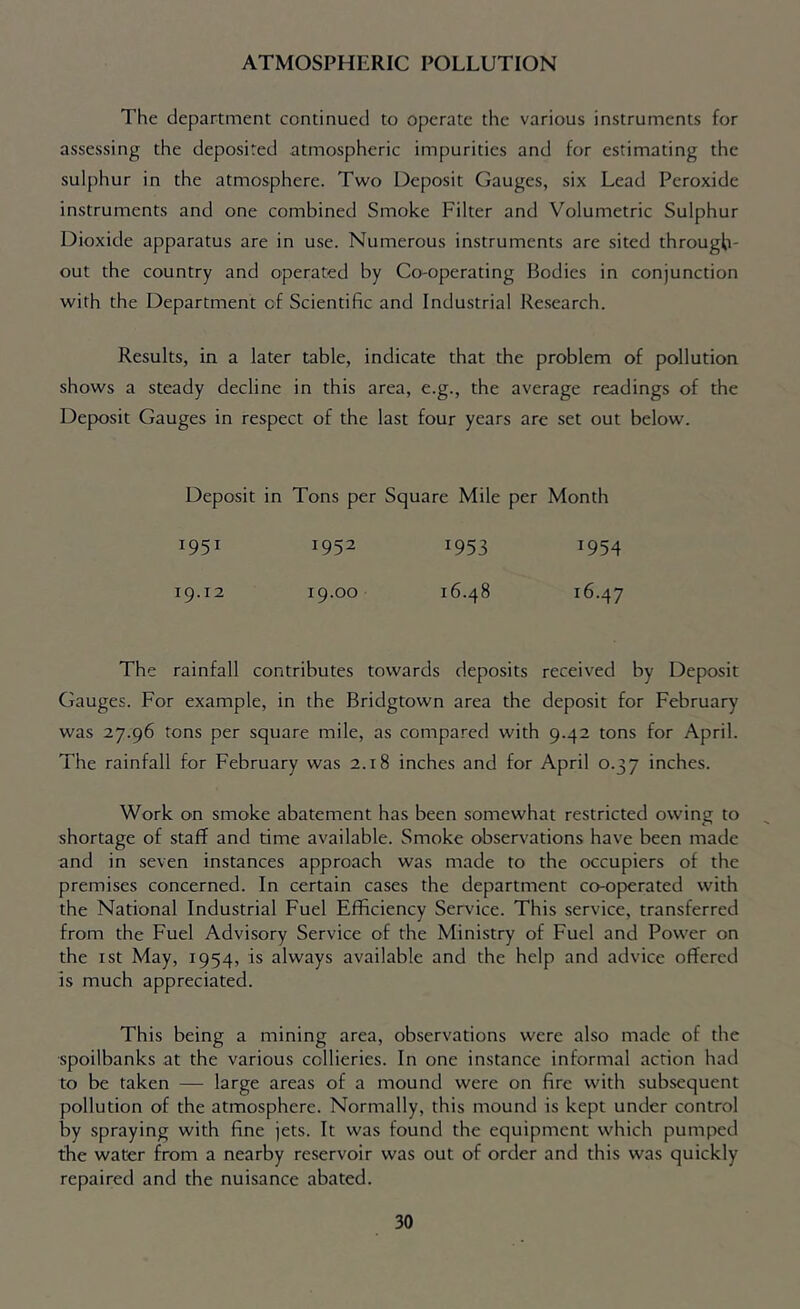 ATMOSPHERIC POLLUTION
The department continued to operate the various instruments for
assessing the deposited atmospheric impurities and for estimating the
sulphur in the atmosphere. Two Deposit Gauges, six Lead Peroxide
instruments and one combined Smoke Filter and Volumetric Sulphur
Dioxide apparatus are in use. Numerous instruments are sited through-
out the country and operated by Co-operating Bodies in conjunction
with the Department of Scientific and Industrial Research.
Results, in a later table, indicate that the problem of pollution
shows a steady decline in this area, e.g., the average readings of the
Deposit Gauges in respect of the last four years are set out below.
Deposit in Tons per Square Mile per Month
1951 1952 1953 1954
19.12 19.00 16.48 16.47
The rainfall contributes towards deposits received by Deposit
Gauges. For example, in the Bridgtown area the deposit for February
was 27.96 tons per square mile, as compared with 9.42 tons for April.
The rainfall for February was 2.18 inches and for April 0.37 inches.
Work on smoke abatement has been somewhat restricted owing to
shortage of staff and time available. Smoke observations have been made
and in seven instances approach was made to the occupiers of the
premises concerned. In certain cases the department co-operated with
the National Industrial Fuel Efficiency Service. This service, transferred
from the Fuel Advisory Service of the Ministry of Fuel and Power on
the 1st May, 1954, is always available and the help and advice offered
is much appreciated.
This being a mining area, observations were also made of the
spoilbanks at the various collieries. In one instance informal action had
to be taken — large areas of a mound were on fire with subsequent
pollution of the atmosphere. Normally, this mound is kept under control
by spraying with fine jets. It was found the equipment which pumped
the water from a nearby reservoir was out of order and this was quickly
repaired and the nuisance abated.
30